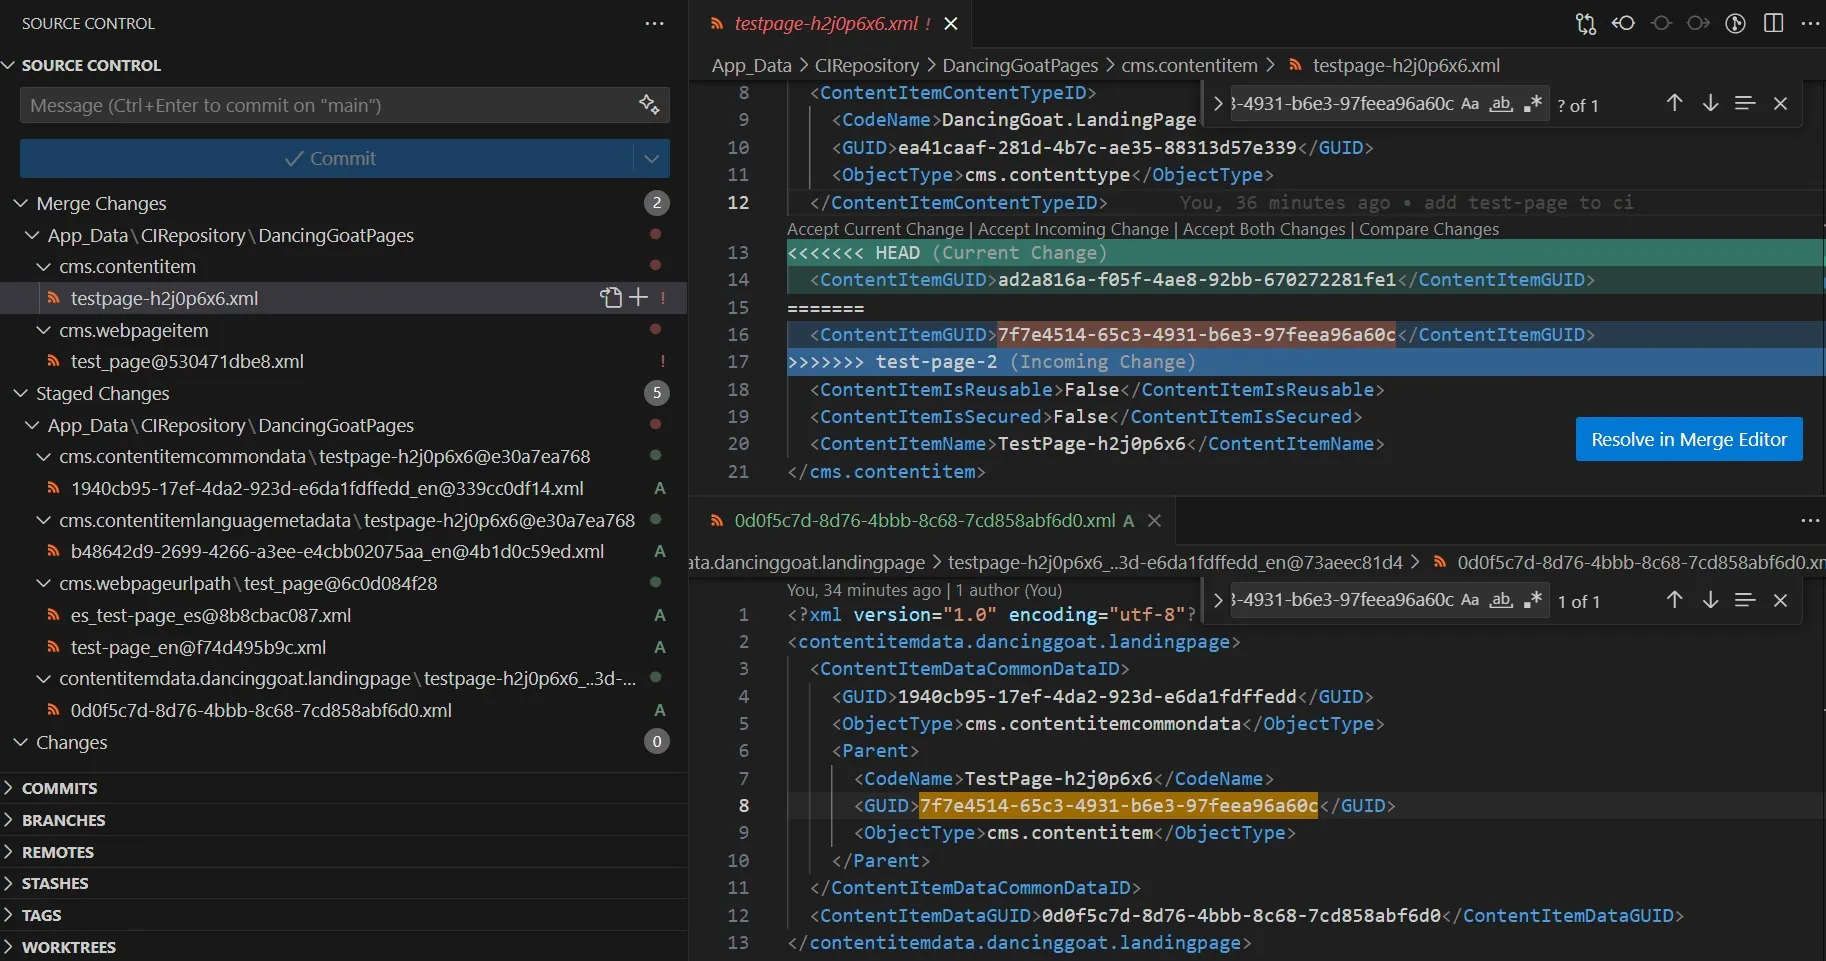 SOURCE CONTROL
SOURCE CONTROL
Message (Ctrl+Enter to commit on "main")
Commit
Merge Changes 2
App_Data\CIRepository\DancingGoatPages
cms.contentitem
testpage-h2j0p6x6.xml !
cms.webpageitem
test_page@530471dbe8.xml !
Staged Changes 5
App_Data\CIRepository\DancingGoatPages
cms.contentitemcommondata\testpage-h2j0p6x6@e30a7ea768
1940cb95-17ef-4da2-923d-e6da1fdffedd_en@339cc0df14.xml A
cms.contentitemlanguagemetadata\testpage-h2j0p6x6@e30a7ea768
b48642d9-2699-4266-a3ee-e4cbb02075aa_en@4b1d0c59ed.xml A
cms.webpageurlpath\test_page@6c0d084f28
es_test-page_es@8b8cbac087.xml A
test-page_en@f74d495b9c.xml A
contentitemdata.dancinggoat.landingpage\testpage-h2j0p6x6_..3d-...
0d0f5c7d-8d76-4bbb-8c68-7cd858abf6d0.xml A
Changes 0
COMMITS
BRANCHES
REMOTES
STASHES
TAGS
WORKTREES
testpage-h2j0p6x6.xml !
App_Data > CIRepository > DancingGoatPages > cms.contentitem > testpage-h2j0p6x6.xml
3-4931-b6e3-97feea96a60c Aa ab .* ? of 1
8 <ContentItemContentTypeID>
9 <CodeName>DancingGoat.LandingPage
10 <GUID>ea41caaf-281d-4b7c-ae35-88313d57e339</GUID>
11 <ObjectType>cms.contenttype</ObjectType>
12 </ContentItemContentTypeID> You, 36 minutes ago • add test-page to ci
Accept Current Change | Accept Incoming Change | Accept Both Changes | Compare Changes
13 <<<<<<< HEAD (Current Change)
14 <ContentItemGUID>ad2a816a-f05f-4ae8-92bb-670272281fe1</ContentItemGUID>
15 =======
16 <ContentItemGUID>7f7e4514-65c3-4931-b6e3-97feea96a60c</ContentItemGUID>
17 >>>>>>> test-page-2 (Incoming Change)
18 <ContentItemIsReusable>False</ContentItemIsReusable>
19 <ContentItemIsSecured>False</ContentItemIsSecured>
20 <ContentItemName>TestPage-h2j0p6x6</ContentItemName>
21 </cms.contentitem>
Resolve in Merge Editor
0d0f5c7d-8d76-4bbb-8c68-7cd858abf6d0.xml A
ata.dancinggoat.landingpage > testpage-h2j0p6x6_..3d-e6da1fdffedd_en@73aeec81d4 > 0d0f5c7d-8d76-4bbb-8c68-7cd858abf6d0.xm
3-4931-b6e3-97feea96a60c Aa ab .* 1 of 1
You, 34 minutes ago | 1 author (You)
1 <?xml version="1.0" encoding="utf-8"?
2 <contentitemdata.dancinggoat.landingpage>
3 <ContentItemDataCommonDataID>
4 <GUID>1940cb95-17ef-4da2-923d-e6da1fdffedd</GUID>
5 <ObjectType>cms.contentitemcommondata</ObjectType>
6 <Parent>
7 <CodeName>TestPage-h2j0p6x6</CodeName>
8 <GUID>7f7e4514-65c3-4931-b6e3-97feea96a60c</GUID>
9 <ObjectType>cms.contentitem</ObjectType>
10 </Parent>
11 </ContentItemDataCommonDataID>
12 <ContentItemDataGUID>0d0f5c7d-8d76-4bbb-8c68-7cd858abf6d0</ContentItemDataGUID>
13 </contentitemdata.dancinggoat.landingpage>